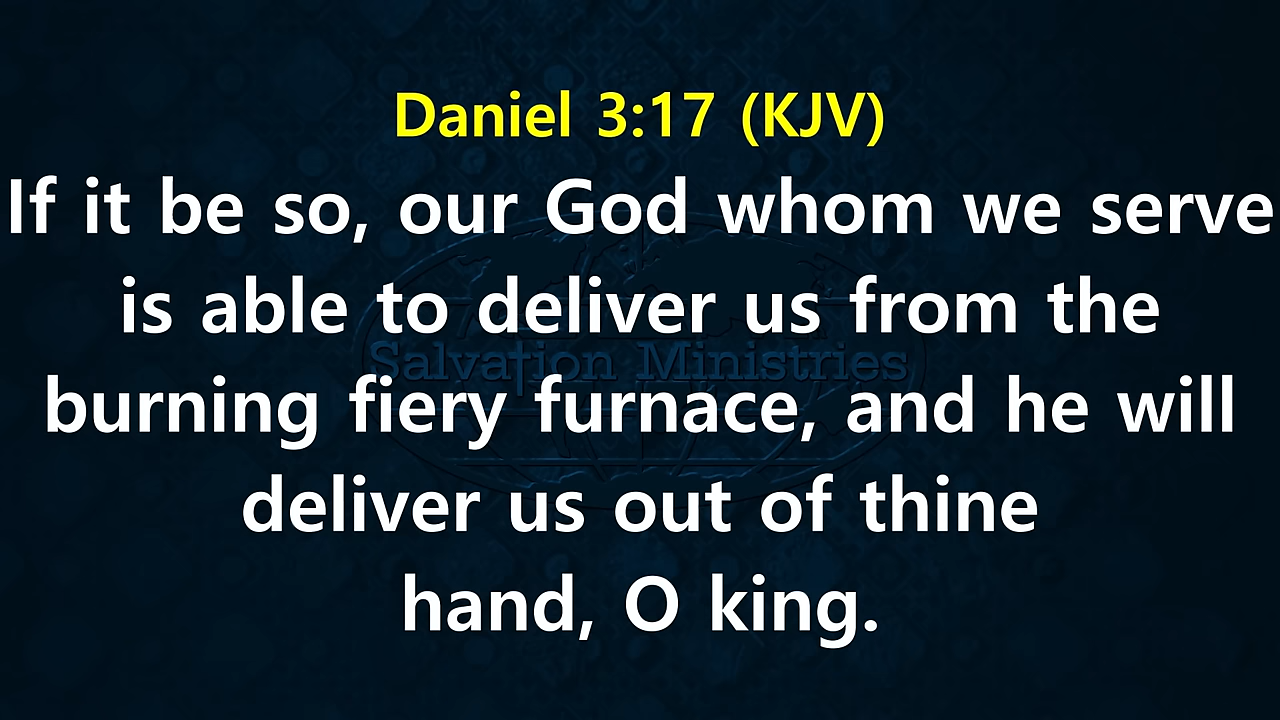 Daniel 3:17 (KJV)
If it be so, our God whom we serve
is able to deliver us from the
Salvation Ministries
burning fiery furnace, and he will
deliver us out of thine
hand, O king.